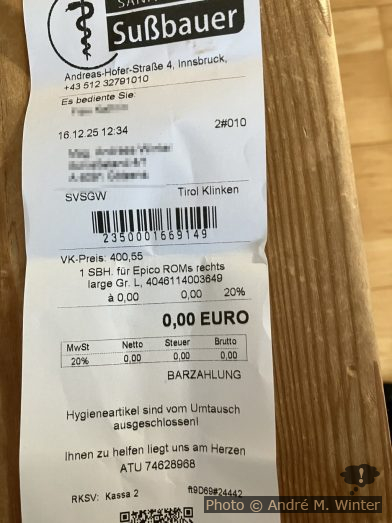 Sußbauer
Andreas-Hofer-Straße 4, Innsbruck,
+43 512 32791010
Es bediente Sie:
16.12.25 12:34
2#010
SVSGW Tirol Kliniken
2350001669149
VK-Preis: 400,55
1 SBH. für Epico ROMs rechts
large Gr. L, 4046114003649
à 0,00 0,00 20%
0,00 EURO
MwSt Netto Steuer Brutto
20% 0,00 0,00 0,00
BARZAHLUNG
Hygieneartikel sind vom Umtausch
ausgeschlossen!
Ihnen zu helfen liegt uns am Herzen
ATU 74628968
RKSV: Kassa 2 ft9D69#24442
Photo © André M. Winter